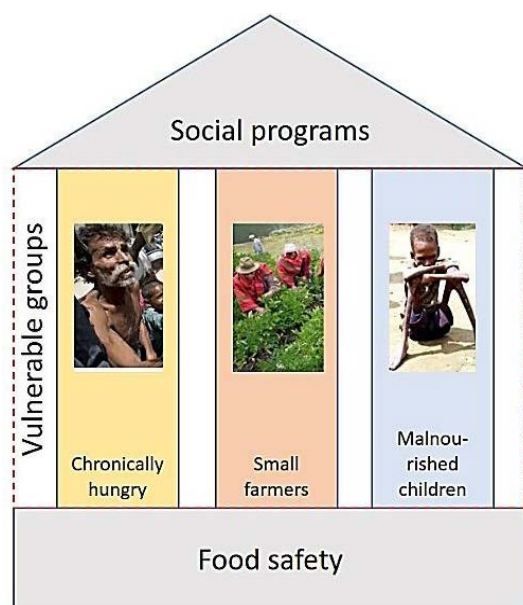 Social programs
Vulnerable groups
Chronically
hungry
Small
farmers
Malnou-
rished
children
Food safety